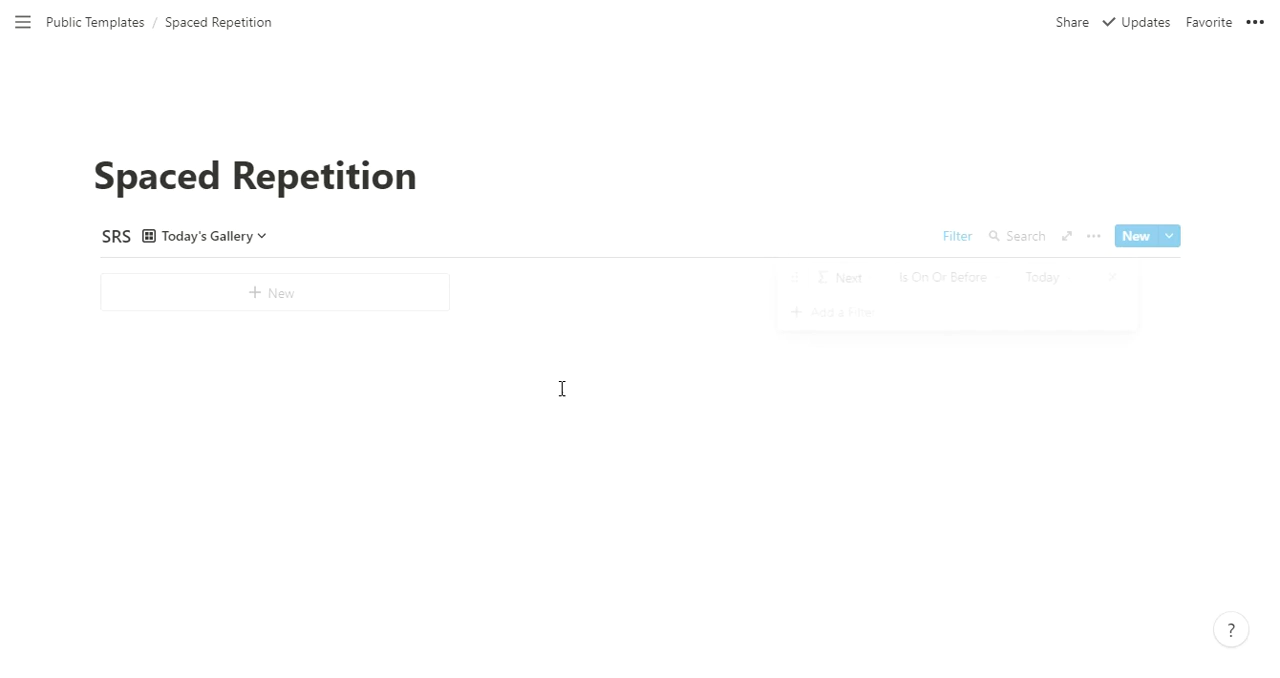 Public Templates / Spaced Repetition
Share Updates Favorite •••
Spaced Repetition
SRS Today's Gallery
Filter Search ••• New
+ New
Σ Next Is On Or Before Today ×
+ Add a Filter
?